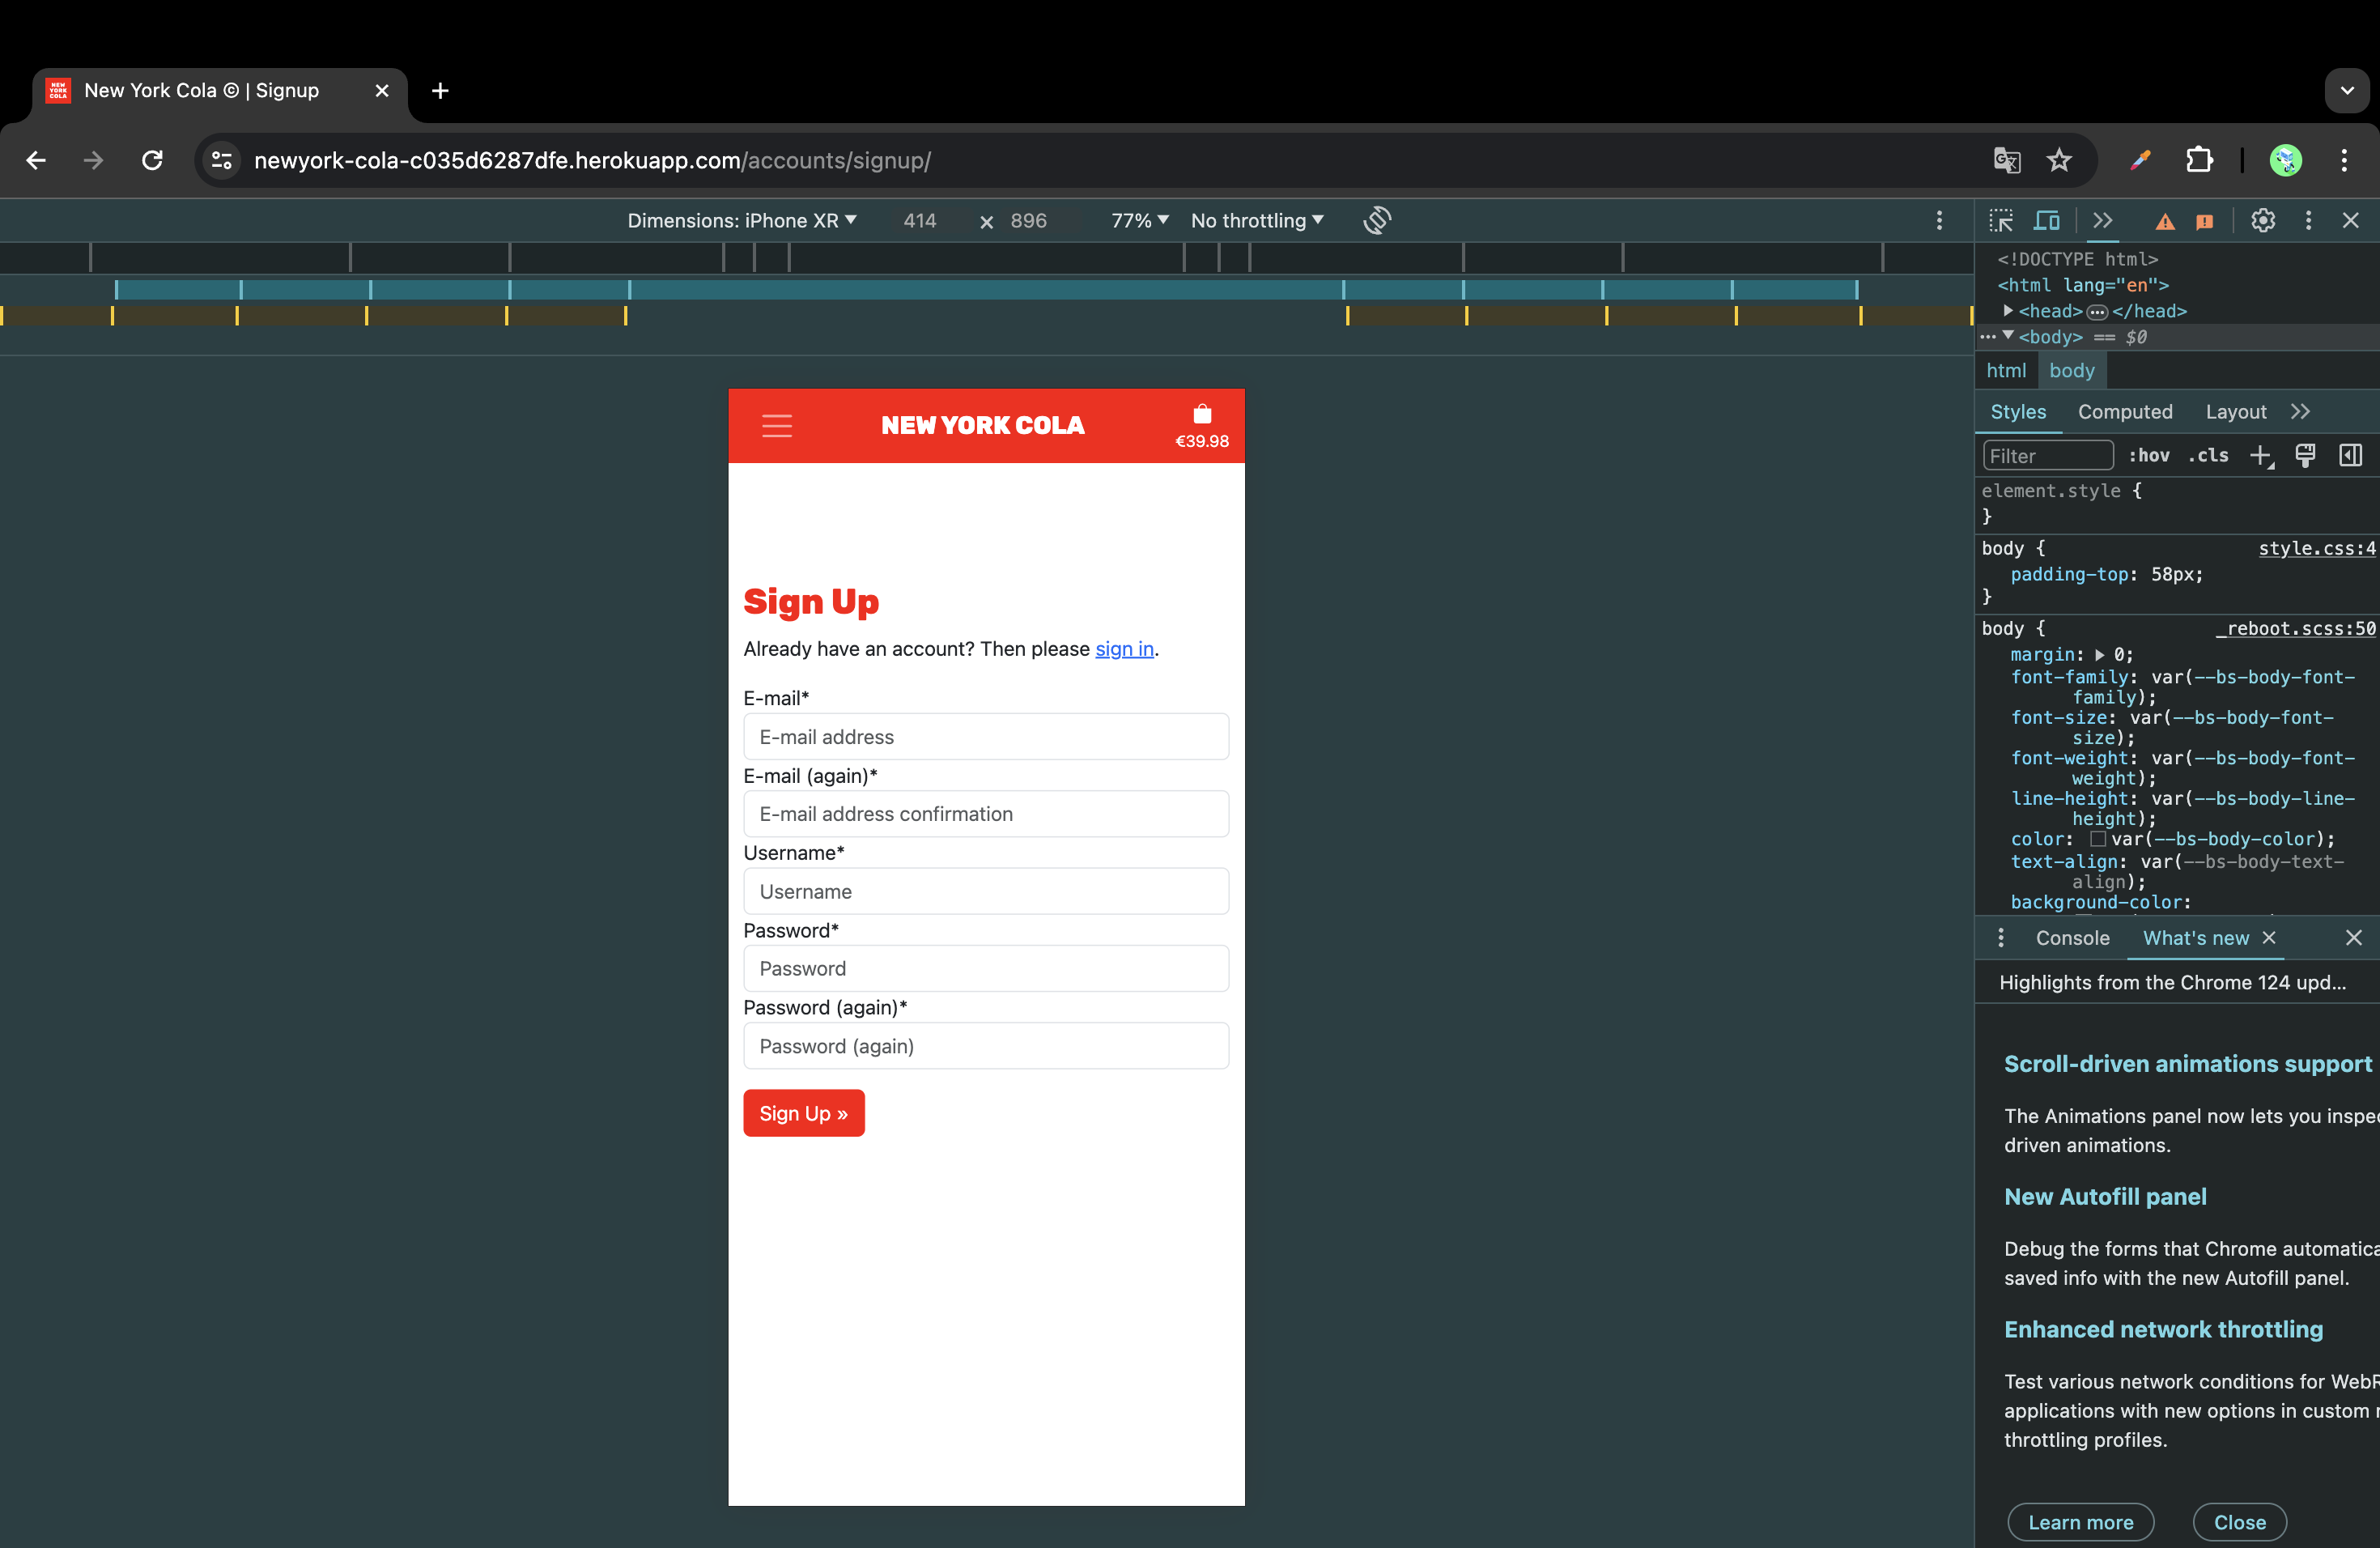 New York Cola © | Signup
newyork-cola-c035d6287dfe.herokuapp.com/accounts/signup/
Dimensions: iPhone XR 414 × 896 77% No throttling
NEW YORK COLA
€39.98
Sign Up
Already have an account? Then please sign in.
E-mail*
E-mail address
E-mail (again)*
E-mail address confirmation
Username*
Username
Password*
Password
Password (again)*
Password (again)
Sign Up »
<!DOCTYPE html>
<html lang="en">
<head> … </head>
… <body> == $0
html body
Styles Computed Layout
Filter :hov .cls
element.style {
}
body { style.css:4
padding-top: 58px;
}
body { _reboot.scss:50
margin: 0;
font-family: var(--bs-body-font-
family);
font-size: var(--bs-body-font-
size);
font-weight: var(--bs-body-font-
weight);
line-height: var(--bs-body-line-
height);
color: var(--bs-body-color);
text-align: var(--bs-body-text-
align);
background-color:
Console What's new
Highlights from the Chrome 124 upd...
Scroll-driven animations support
The Animations panel now lets you inspe
driven animations.
New Autofill panel
Debug the forms that Chrome automatica
saved info with the new Autofill panel.
Enhanced network throttling
Test various network conditions for WebR
applications with new options in custom
throttling profiles.
Learn more Close